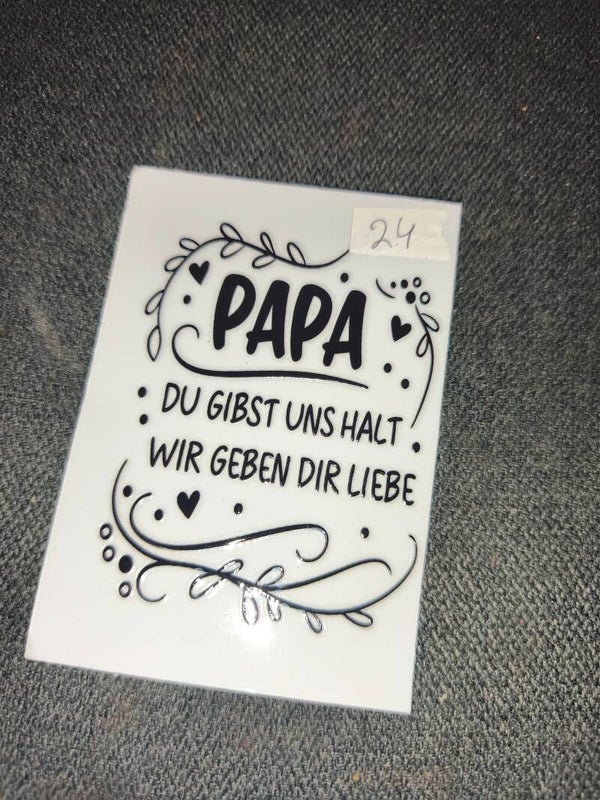 24
PAPA
DU GIBST UNS HALT
WIR GEBEN DIR LIEBE